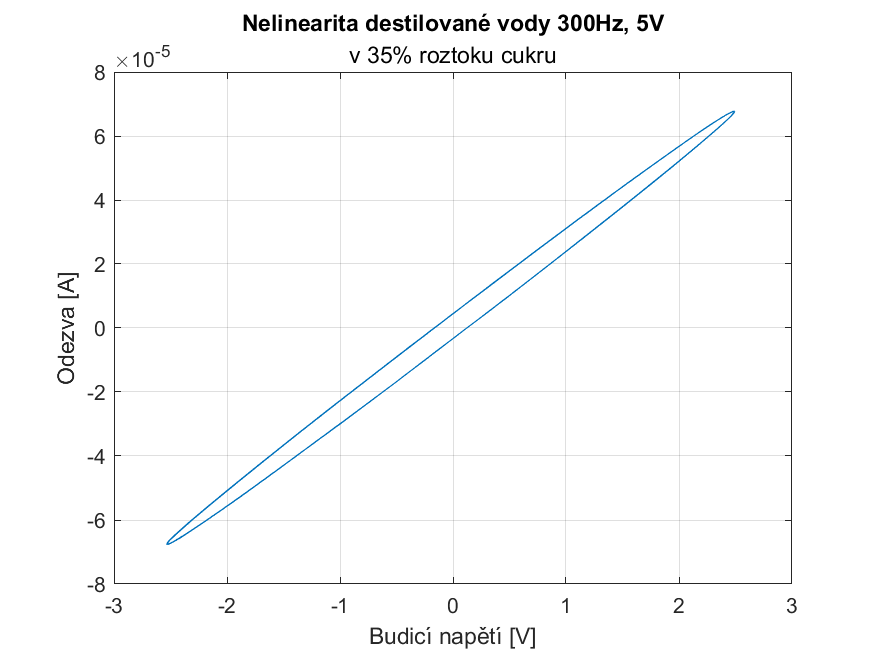 Nelinearita destilované vody 300Hz, 5V
v 35% roztoku cukru
×10-5
8
6
4
2
0
-2
-4
-6
-8
Odezva [A]
-3 -2 -1 0 1 2 3
Budicí napětí [V]